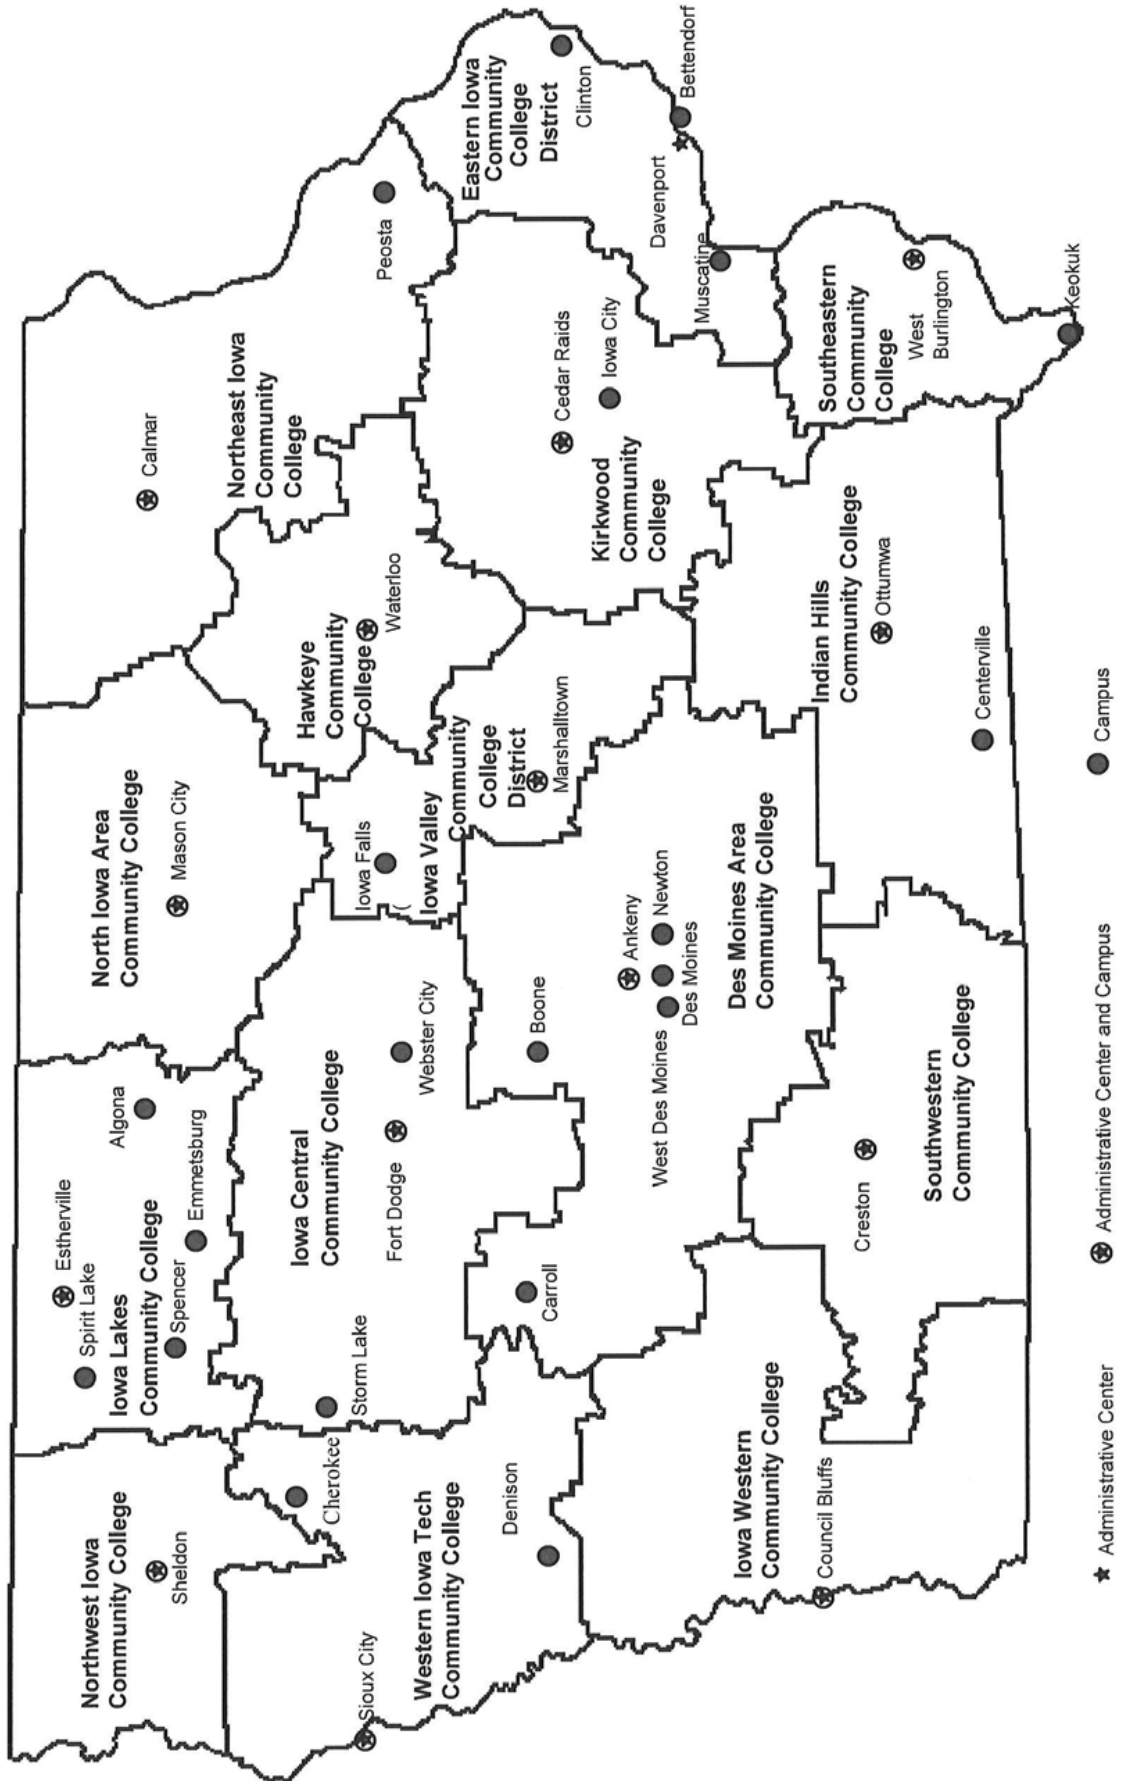 Northwest Iowa
Community College
Sheldon
Spirit Lake
Estherville
Iowa Lakes
Community College
Spencer
Emmetsburg
Algona
North Iowa Area
Community College
Mason City
Calmar
Northeast Iowa
Community
College
Peosta
Sioux City
Western Iowa Tech
Community College
Cherokee
Denison
Storm Lake
Iowa Central
Community College
Fort Dodge
Webster City
Iowa Falls
(
Iowa Valley
Community
College
District
Marshalltown
Hawkeye
Community
College
Waterloo
Eastern Iowa
Community
College
District
Clinton
Bettendorf
Davenport
Muscatine
Cedar Raids
Iowa City
Kirkwood
Community
College
Carroll
Boone
Ankeny
Newton
West Des Moines
Des Moines
Des Moines Area
Community College
Iowa Western
Community College
Council Bluffs
Creston
Southwestern
Community College
Indian Hills
Community College
Ottumwa
Centerville
Southeastern
Community
College
West
Burlington
Keokuk
Administrative Center
Administrative Center and Campus
Campus